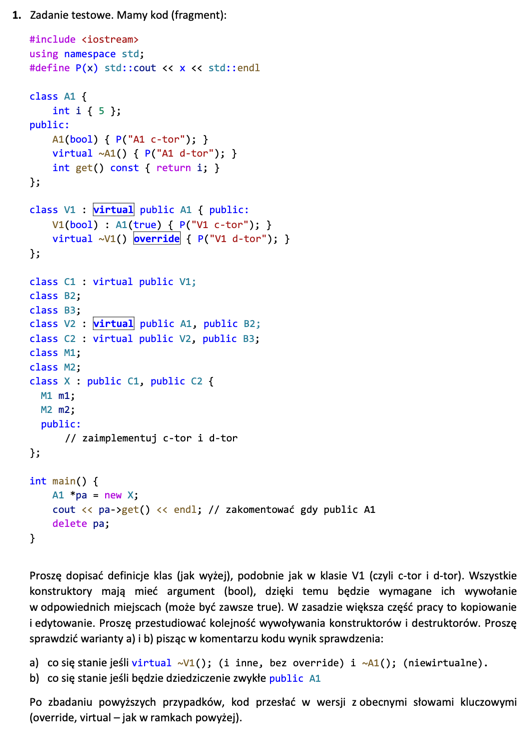 1. Zadanie testowe. Mamy kod (fragment):
#include <iostream>
using namespace std;
#define P(x) std::cout << x << std::endl
class A1 {
int i { 5 };
public:
A1(bool) { P("A1 c-tor"); }
virtual ~A1() { P("A1 d-tor"); }
int get() const { return i; }
};
class V1 : virtual public A1 { public:
V1(bool) : A1(true) { P("V1 c-tor"); }
virtual ~V1() override { P("V1 d-tor"); }
};
class C1 : virtual public V1;
class B2;
class B3;
class V2 : virtual public A1, public B2;
class C2 : virtual public V2, public B3;
class M1;
class M2;
class X : public C1, public C2 {
M1 m1;
M2 m2;
public:
// zaimplementuj c-tor i d-tor
};
int main() {
A1 *pa = new X;
cout << pa->get() << endl; // zakomentować gdy public A1
delete pa;
}
Proszę dopisać definicje klas (jak wyżej), podobnie jak w klasie V1 (czyli c-tor i d-tor). Wszystkie
konstruktory mają mieć argument (bool), dzięki temu będzie wymagane ich wywołanie
w odpowiednich miejscach (może być zawsze true). W zasadzie większa część pracy to kopiowanie
i edytowanie. Proszę przestudiować kolejność wywoływania konstruktorów i destruktorów. Proszę
sprawdzić warianty a) i b) pisząc w komentarzu kodu wynik sprawdzenia:
a) co się stanie jeśli virtual ~V1(); (i inne, bez override) i ~A1(); (niewirtualne).
b) co się stanie jeśli będzie dziedziczenie zwykłe public A1
Po zbadaniu powyższych przypadków, kod przesłać w wersji z obecnymi słowami kluczowymi
(override, virtual – jak w ramkach powyżej).